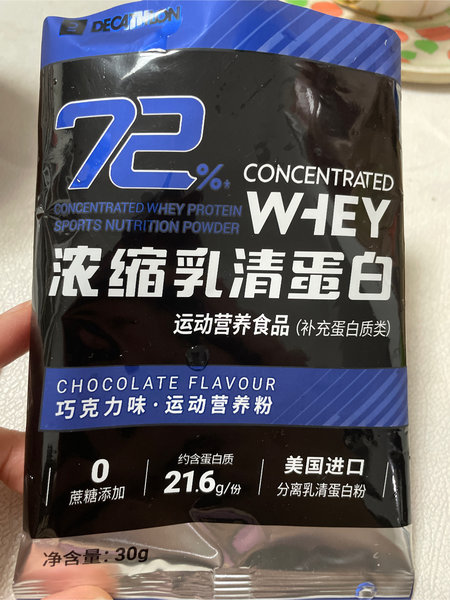 DECATHLON
72%*
CONCENTRATED WHEY PROTEIN
SPORTS NUTRITION POWDER
CONCENTRATED
WHEY
浓缩乳清蛋白
运动营养食品 (补充蛋白质类)
CHOCOLATE FLAVOUR
巧克力味·运动营养粉
0
蔗糖添加
约含蛋白质
21.6g/份
美国进口
分离乳清蛋白粉
净含量: 30g